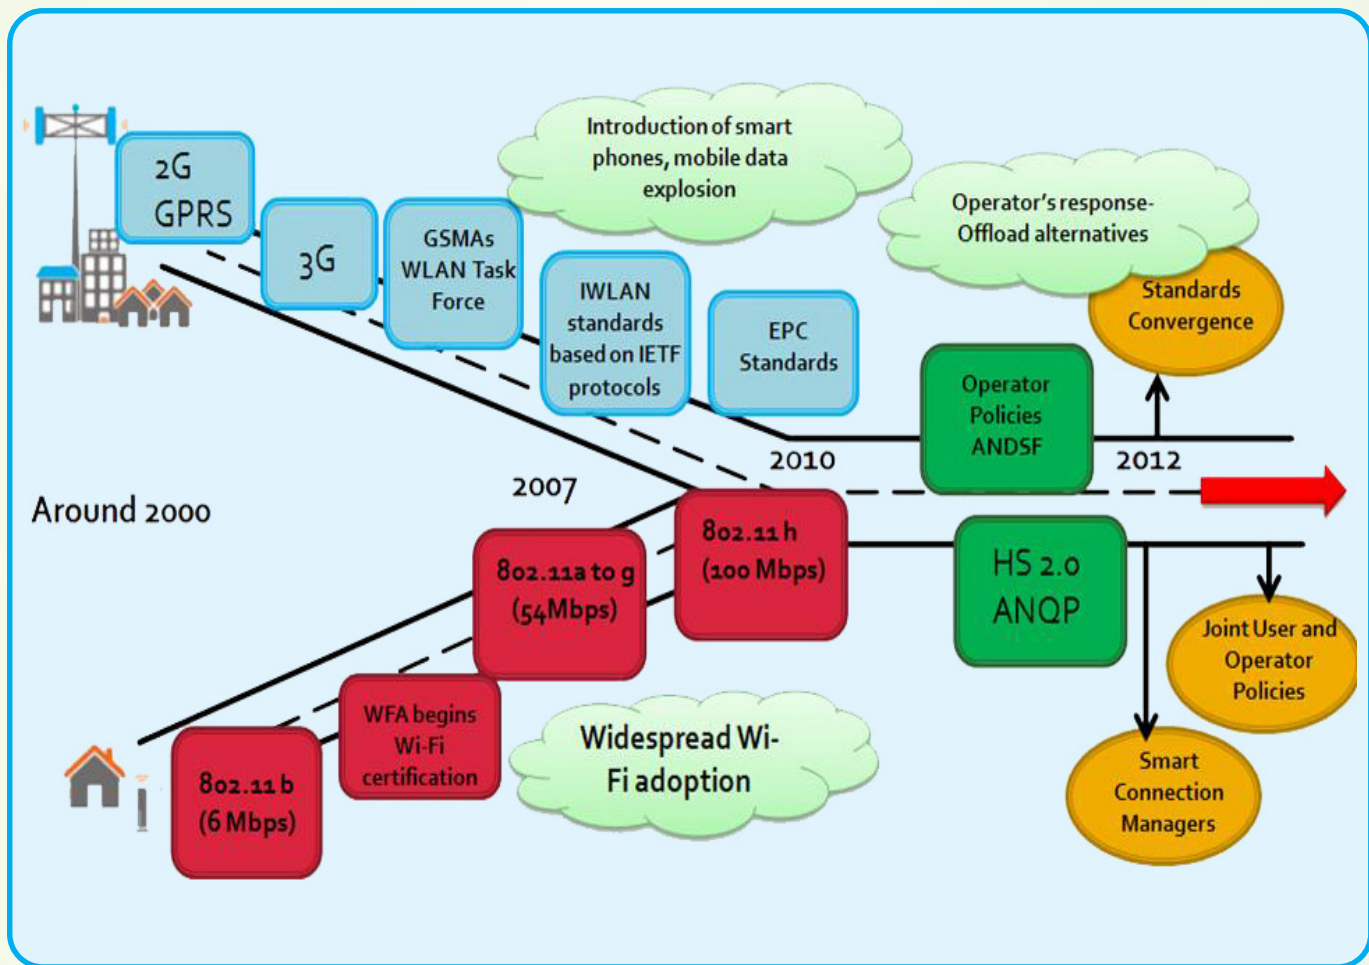 2G
GPRS
3G
GSMAs
WLAN Task
Force
IWLAN
standards
based on IETF
protocols
EPC
Standards
Introduction of smart
phones, mobile data
explosion
Operator's response-
Offload alternatives
Standards
Convergence
Operator
Policies
ANDSF
2010
2012
2007
Around 2000
802.11 b
(6 Mbps)
WFA begins
Wi-Fi
certification
802.11a to g
(54Mbps)
802.11 h
(100 Mbps)
HS 2.0
ANQP
Widespread Wi-
Fi adoption
Joint User and
Operator
Policies
Smart
Connection
Managers